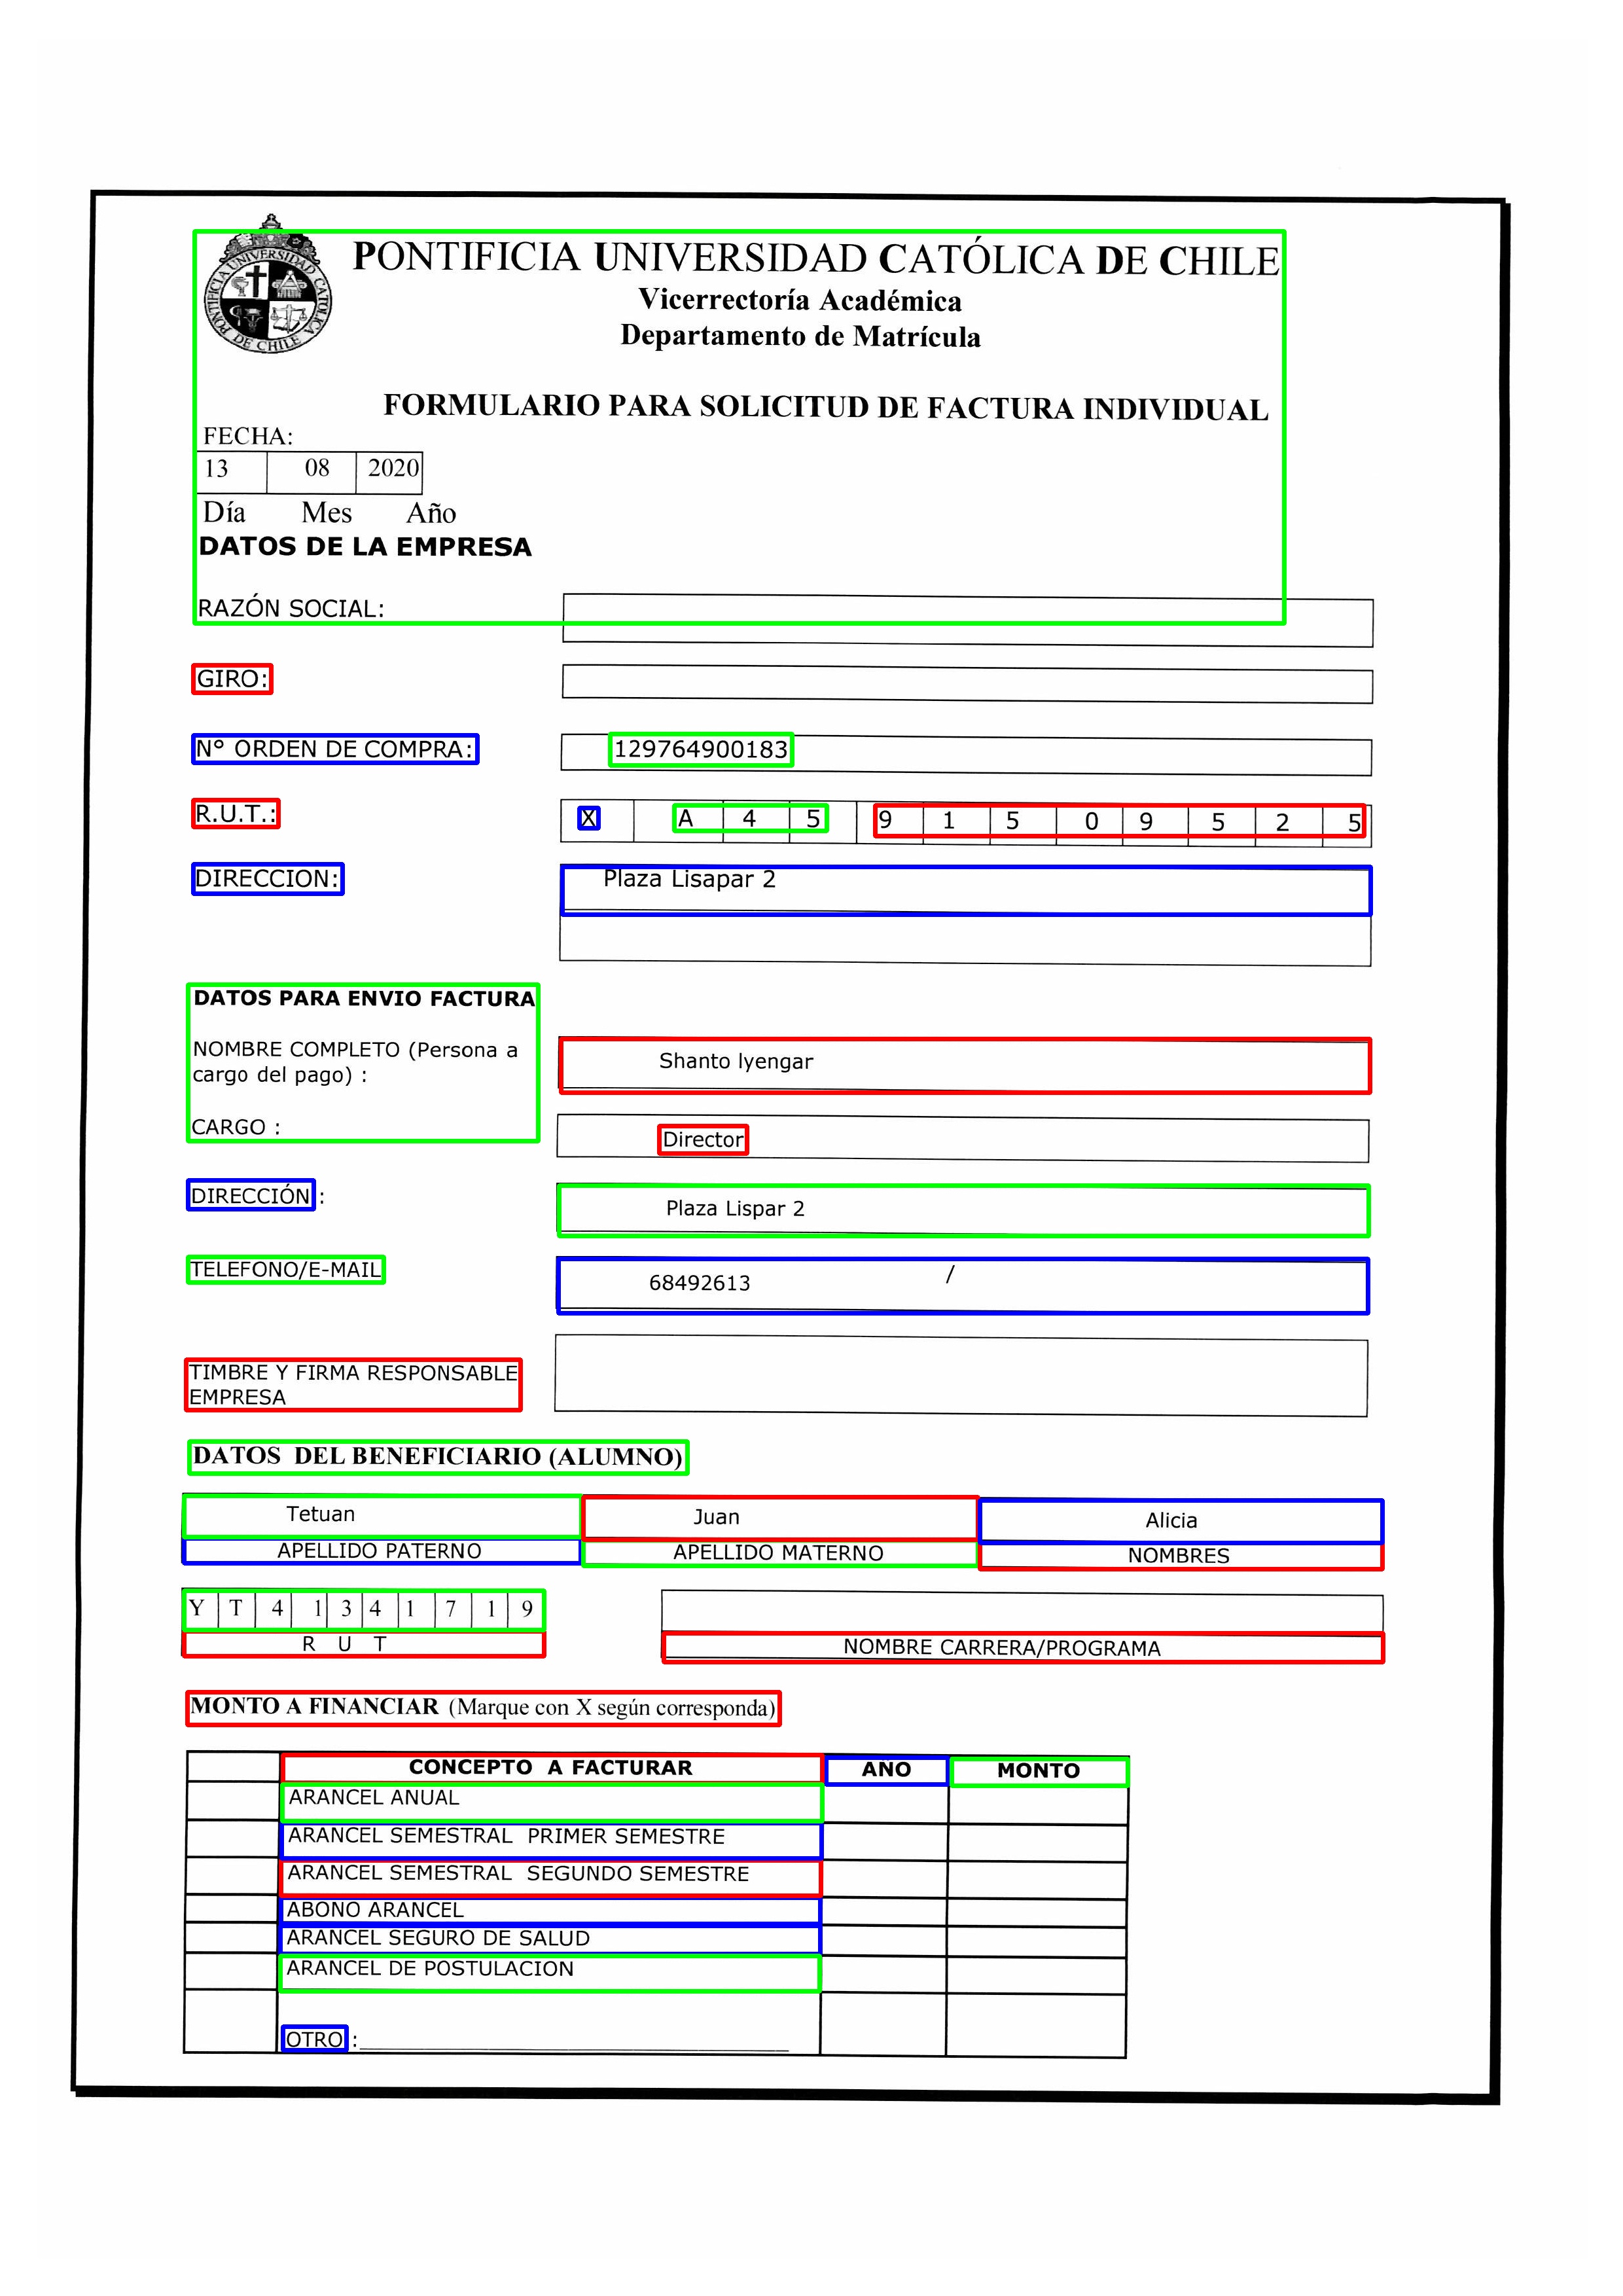 PONTIFICIA UNIVERSIDAD CATÓLICA DE CHILE
Vicerrectoría Académica
Departamento de Matrícula
PONTIFICIA UNIVERSIDAD CATOLICA DE CHILE
FORMULARIO PARA SOLICITUD DE FACTURA INDIVIDUAL
FECHA:
13 08 2020
Día Mes Año
DATOS DE LA EMPRESA
RAZÓN SOCIAL:
GIRO:
N° ORDEN DE COMPRA: 129764900183
R.U.T.: X A 4 5 9 1 5 0 9 5 2 5
DIRECCION: Plaza Lisapar 2
DATOS PARA ENVIO FACTURA
NOMBRE COMPLETO (Persona a
cargo del pago) : Shanto lyengar
CARGO : Director
DIRECCIÓN : Plaza Lispar 2
TELEFONO/E-MAIL 68492613 /
TIMBRE Y FIRMA RESPONSABLE
EMPRESA
DATOS DEL BENEFICIARIO (ALUMNO)
Tetuan Juan Alicia
APELLIDO PATERNO APELLIDO MATERNO NOMBRES
Y T 4 1 3 4 1 7 1 9
R U T NOMBRE CARRERA/PROGRAMA
MONTO A FINANCIAR (Marque con X según corresponda)
CONCEPTO A FACTURAR ANO MONTO
ARANCEL ANUAL
ARANCEL SEMESTRAL PRIMER SEMESTRE
ARANCEL SEMESTRAL SEGUNDO SEMESTRE
ABONO ARANCEL
ARANCEL SEGURO DE SALUD
ARANCEL DE POSTULACION
OTRO :